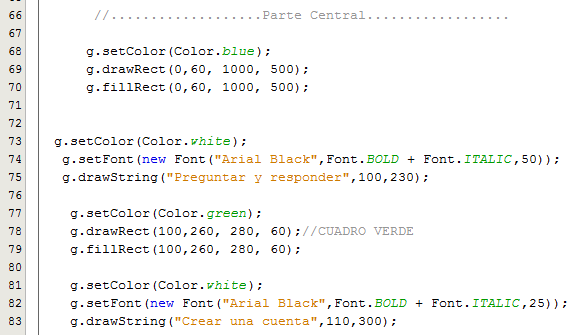 66 //...................Parte Central..................
67
68 g.setColor(Color.blue);
69 g.drawRect(0,60, 1000, 500);
70 g.fillRect(0,60, 1000, 500);
71
72
73 g.setColor(Color.white);
74 g.setFont(new Font("Arial Black",Font.BOLD + Font.ITALIC,50));
75 g.drawString("Preguntar y responder",100,230);
76
77 g.setColor(Color.green);
78 g.drawRect(100,260, 280, 60);//CUADRO VERDE
79 g.fillRect(100,260, 280, 60);
80
81 g.setColor(Color.white);
82 g.setFont(new Font("Arial Black",Font.BOLD + Font.ITALIC,25));
83 g.drawString("Crear una cuenta",110,300);